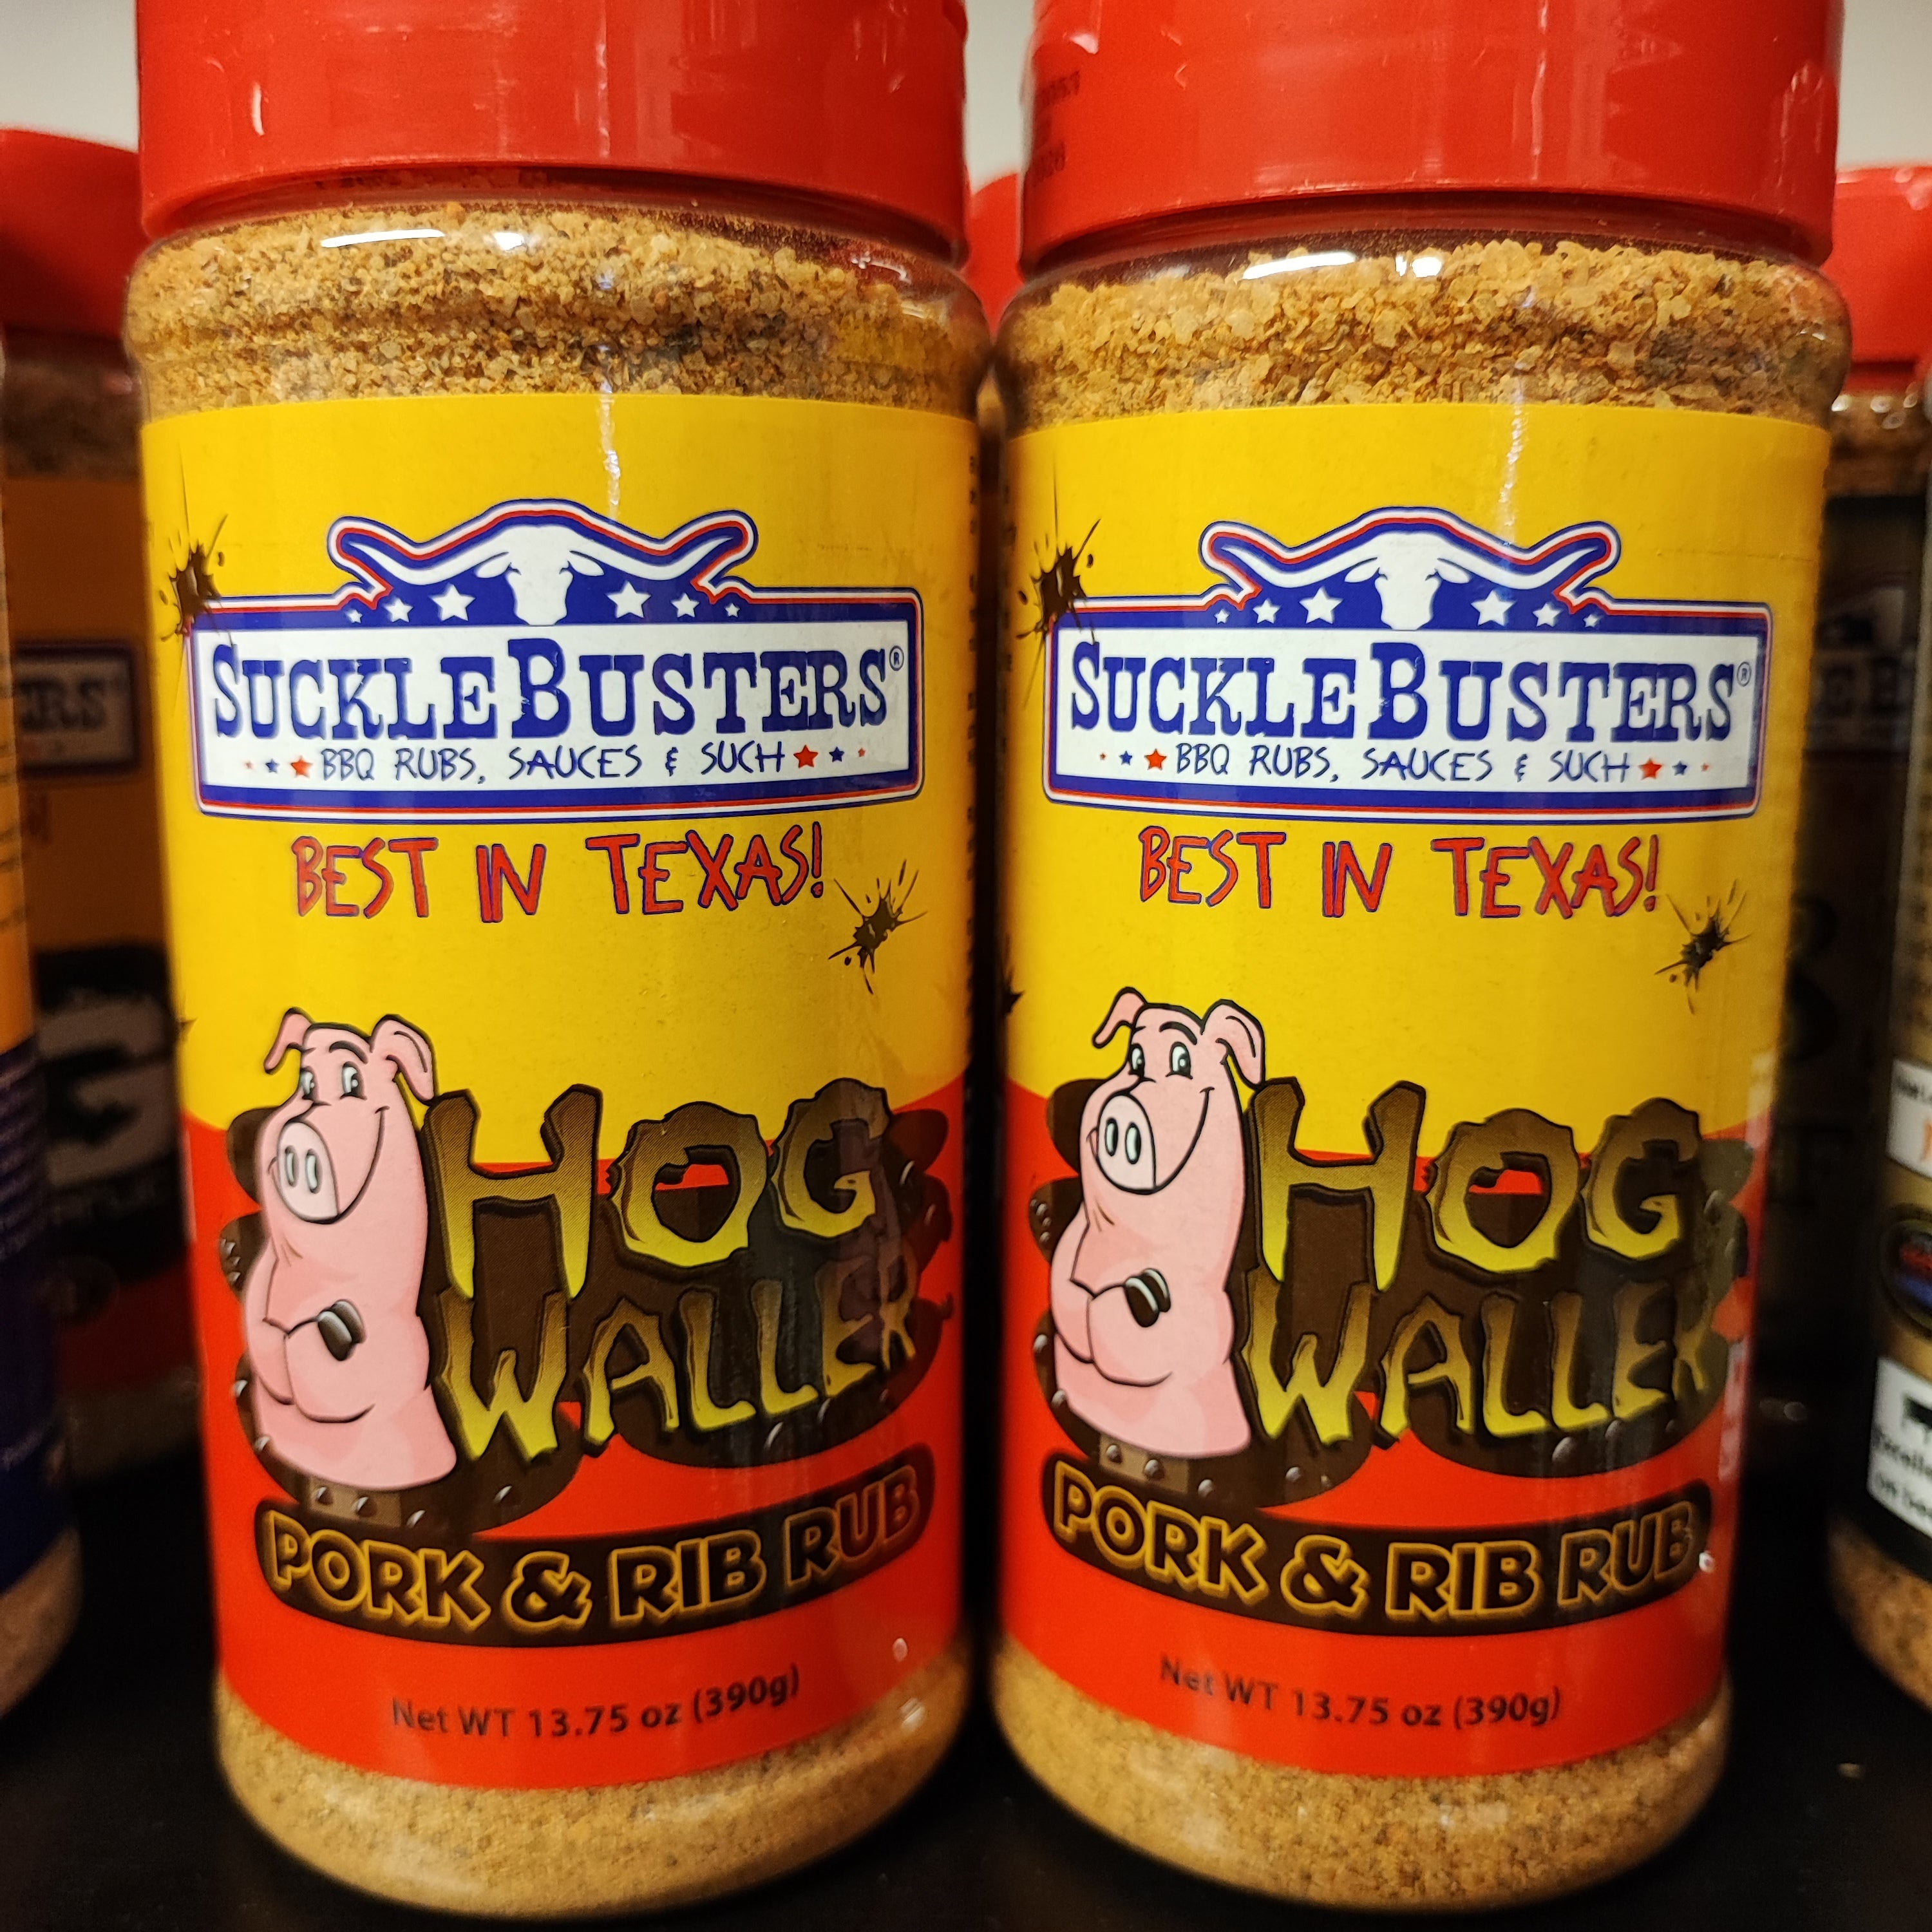 SUCKLEBUSTERS®
BBQ RUBS, SAUCES & SUCH
BEST IN TEXAS!
HOG
WALLER
PORK & RIB RUB
Net WT 13.75 oz (390g)
SUCKLEBUSTERS®
BBQ RUBS, SAUCES & SUCH
BEST IN TEXAS!
HOG
WALLER
PORK & RIB RUB
Net WT 13.75 oz (390g)